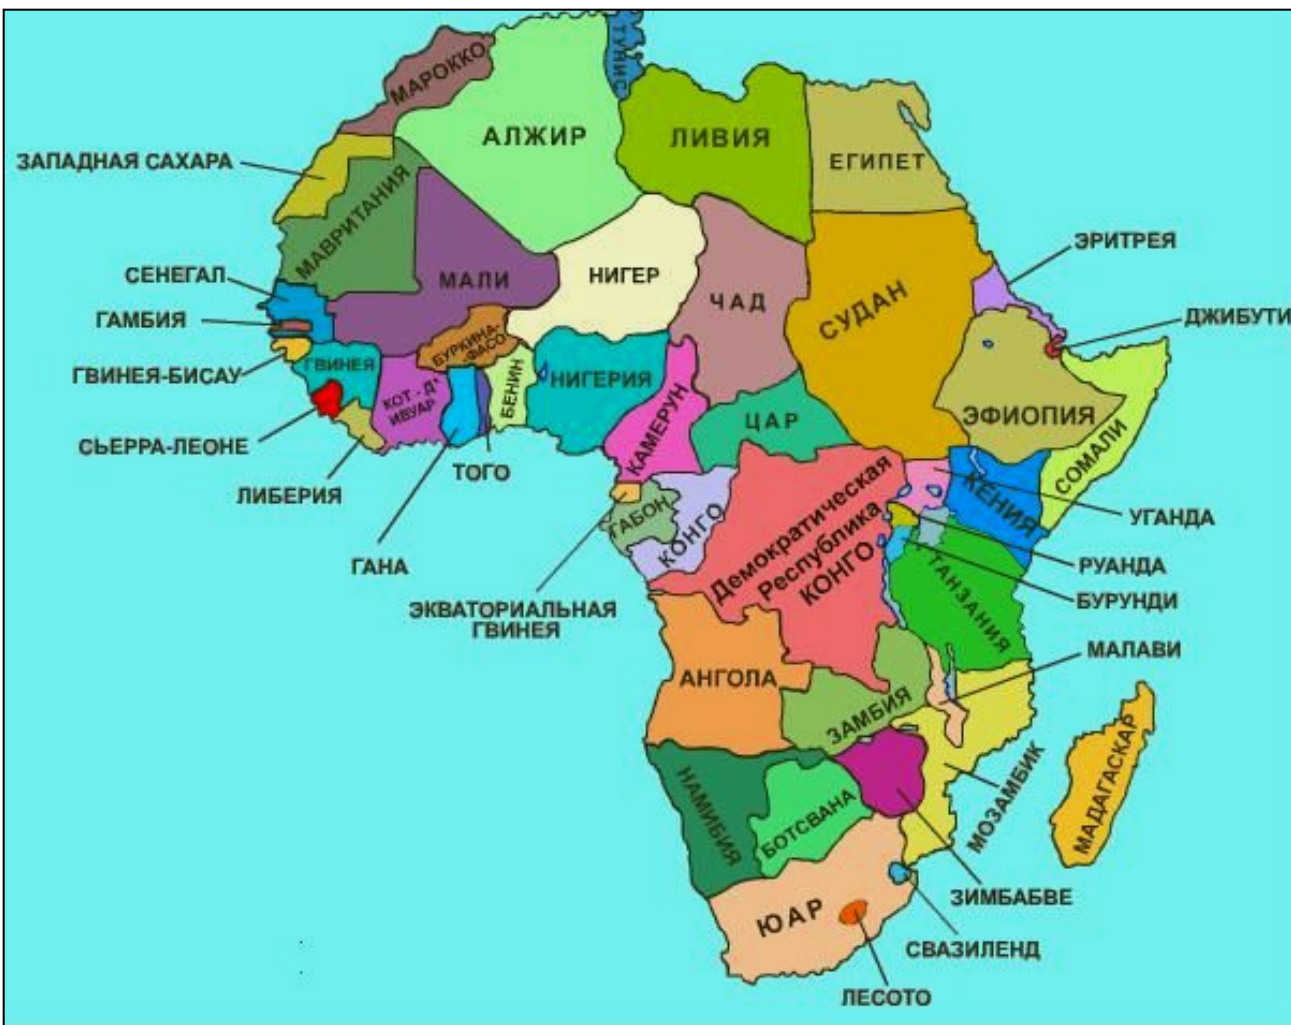 ТУНИС
МАРОККО
АЛЖИР
ЛИВИЯ
ЕГИПЕТ
ЗАПАДНАЯ САХАРА
МАВРИТАНИЯ
ЭРИТРЕЯ
СЕНЕГАЛ
МАЛИ
НИГЕР
ЧАД
СУДАН
ГАМБИЯ
ДЖИБУТИ
БУРКИНА-
-ФАСО
ГВИНЕЯ-БИСАУ
ГВИНЕЯ
БЕНИН
НИГЕРИЯ
КОТ - Д'
ИВУАР
КАМЕРУН
ЦАР
ЭФИОПИЯ
СОМАЛИ
СЬЕРРА-ЛЕОНЕ
ТОГО
ЛИБЕРИЯ
КЕНИЯ
УГАНДА
ГАБОН
КОНГО
Демократическая
Республика
КОНГО
ГАНА
РУАНДА
ТАНЗАНИЯ
БУРУНДИ
ЭКВАТОРИАЛЬНАЯ
ГВИНЕЯ
МАЛАВИ
АНГОЛА
ЗАМБИЯ
МОЗАМБИК
МАДАГАСКАР
НАМИБИЯ
БОТСВАНА
ЗИМБАБВЕ
ЮАР
СВАЗИЛЕНД
ЛЕСОТО